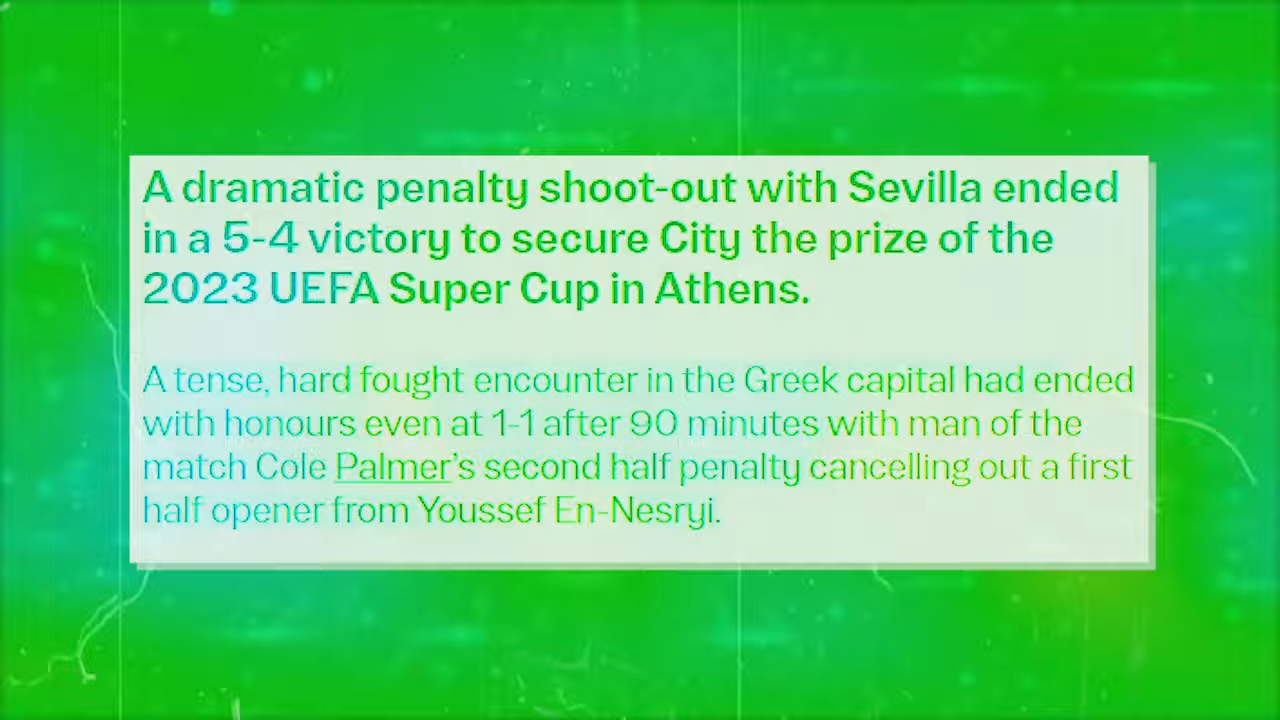 A dramatic penalty shoot-out with Sevilla ended
in a 5-4 victory to secure City the prize of the
2023 UEFA Super Cup in Athens.
A tense, hard fought encounter in the Greek capital had ended
with honours even at 1-1 after 90 minutes with man of the
match Cole Palmer's second half penalty cancelling out a first
half opener from Youssef En-Nesryi.